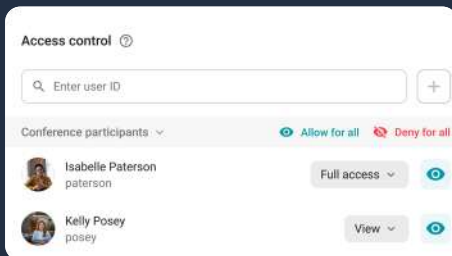 Access control
Enter user ID
Conference participants Allow for all Deny for all
Isabelle Paterson
paterson
Full access
Kelly Posey
posey
View